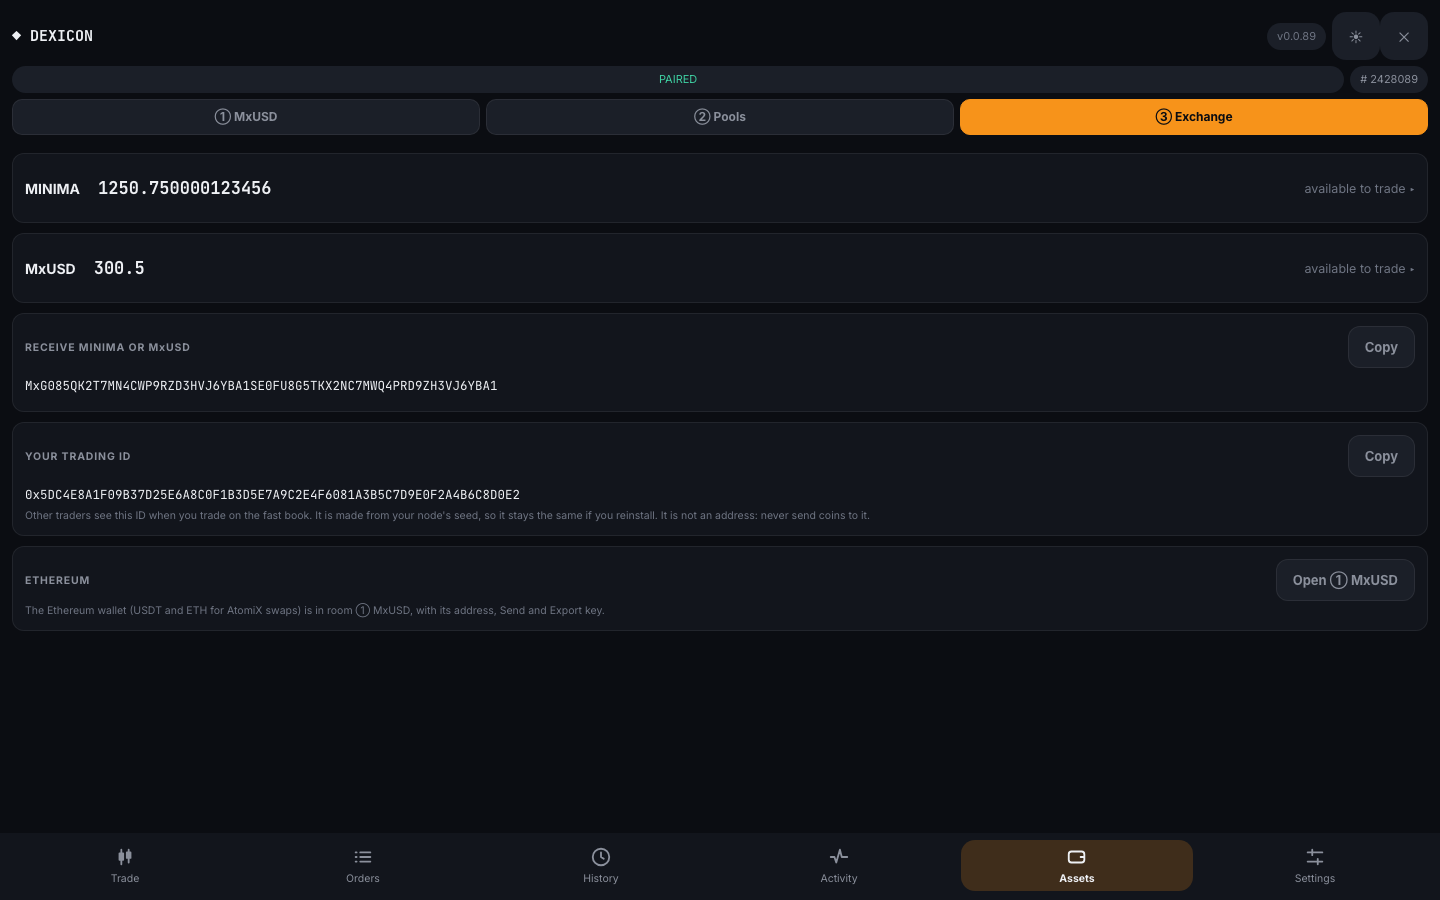 ◆ DEXICON
v0.0.89
PAIRED
# 2428089
① MxUSD
② Pools
③ Exchange
MINIMA 1250.750000123456
available to trade
MxUSD 300.5
available to trade
RECEIVE MINIMA OR MxUSD
Copy
MxG085QK2T7MN4CWP9RZD3HVJ6YBA1SE0FU8G5TKX2NC7MWQ4PRD9ZH3VJ6YBA1
YOUR TRADING ID
Copy
0x5DC4E8A1F09B37D25E6A8C0F1B3D5E7A9C2E4F6081A3B5C7D9E0F2A4B6C8D0E2
Other traders see this ID when you trade on the fast book. It is made from your node's seed, so it stays the same if you reinstall. It is not an address: never send coins to it.
ETHEREUM
Open ① MxUSD
The Ethereum wallet (USDT and ETH for AtomiX swaps) is in room ① MxUSD, with its address, Send and Export key.
Trade
Orders
History
Activity
Assets
Settings